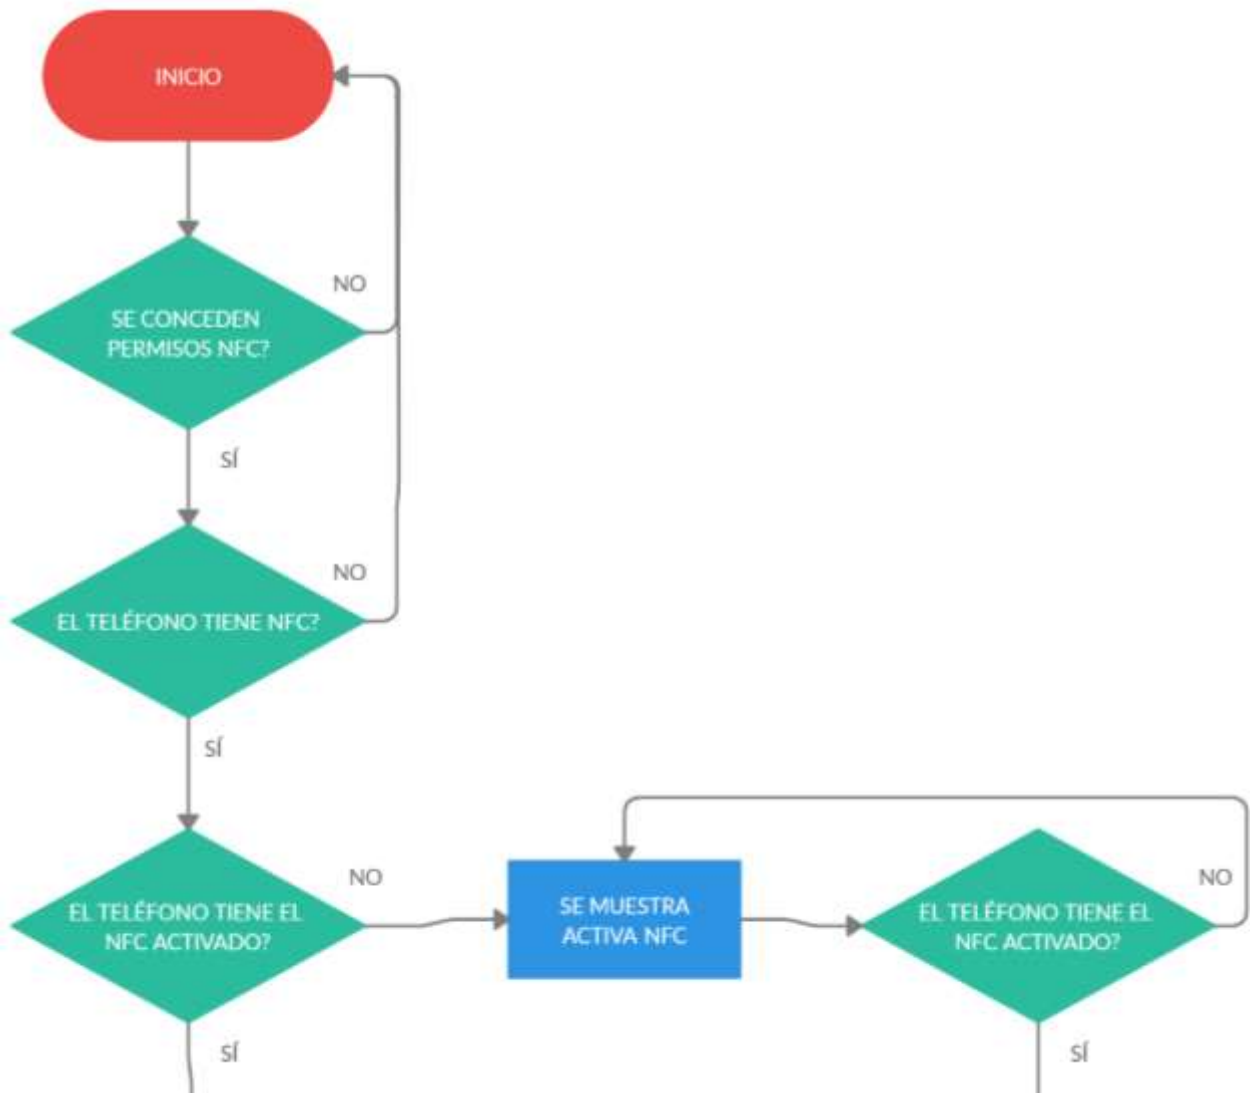 INICIO
NO
SE CONCEDEN
PERMISOS NFC?
SÍ
NO
EL TELÉFONO TIENE NFC?
SÍ
NO
EL TELÉFONO TIENE EL
NFC ACTIVADO?
SE MUESTRA
ACTIVA NFC
NO
EL TELÉFONO TIENE EL
NFC ACTIVADO?
SÍ
SÍ